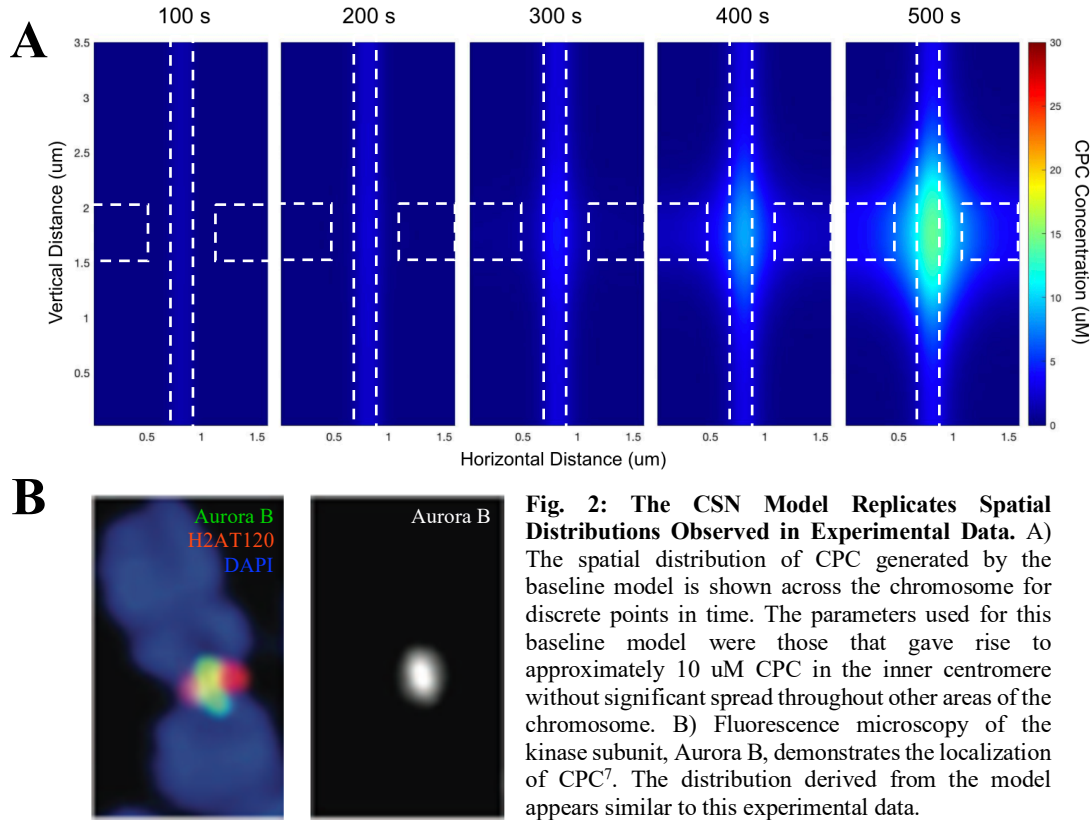 A
100 s 200 s 300 s 400 s 500 s
Vertical Distance (um)
3.5
3
2.5
2
1.5
1
0.5
0.5 1 1.5 0.5 1 1.5 0.5 1 1.5 0.5 1 1.5 0.5 1 1.5
Horizontal Distance (um)
30
25
20
15
10
5
0
CPC Concentration (uM)
B
Aurora B
H2AT120
DAPI
Aurora B
Fig. 2: The CSN Model Replicates Spatial
Distributions Observed in Experimental Data. A)
The spatial distribution of CPC generated by the
baseline model is shown across the chromosome for
discrete points in time. The parameters used for this
baseline model were those that gave rise to
approximately 10 uM CPC in the inner centromere
without significant spread throughout other areas of the
chromosome. B) Fluorescence microscopy of the
kinase subunit, Aurora B, demonstrates the localization
of CPC⁷. The distribution derived from the model
appears similar to this experimental data.